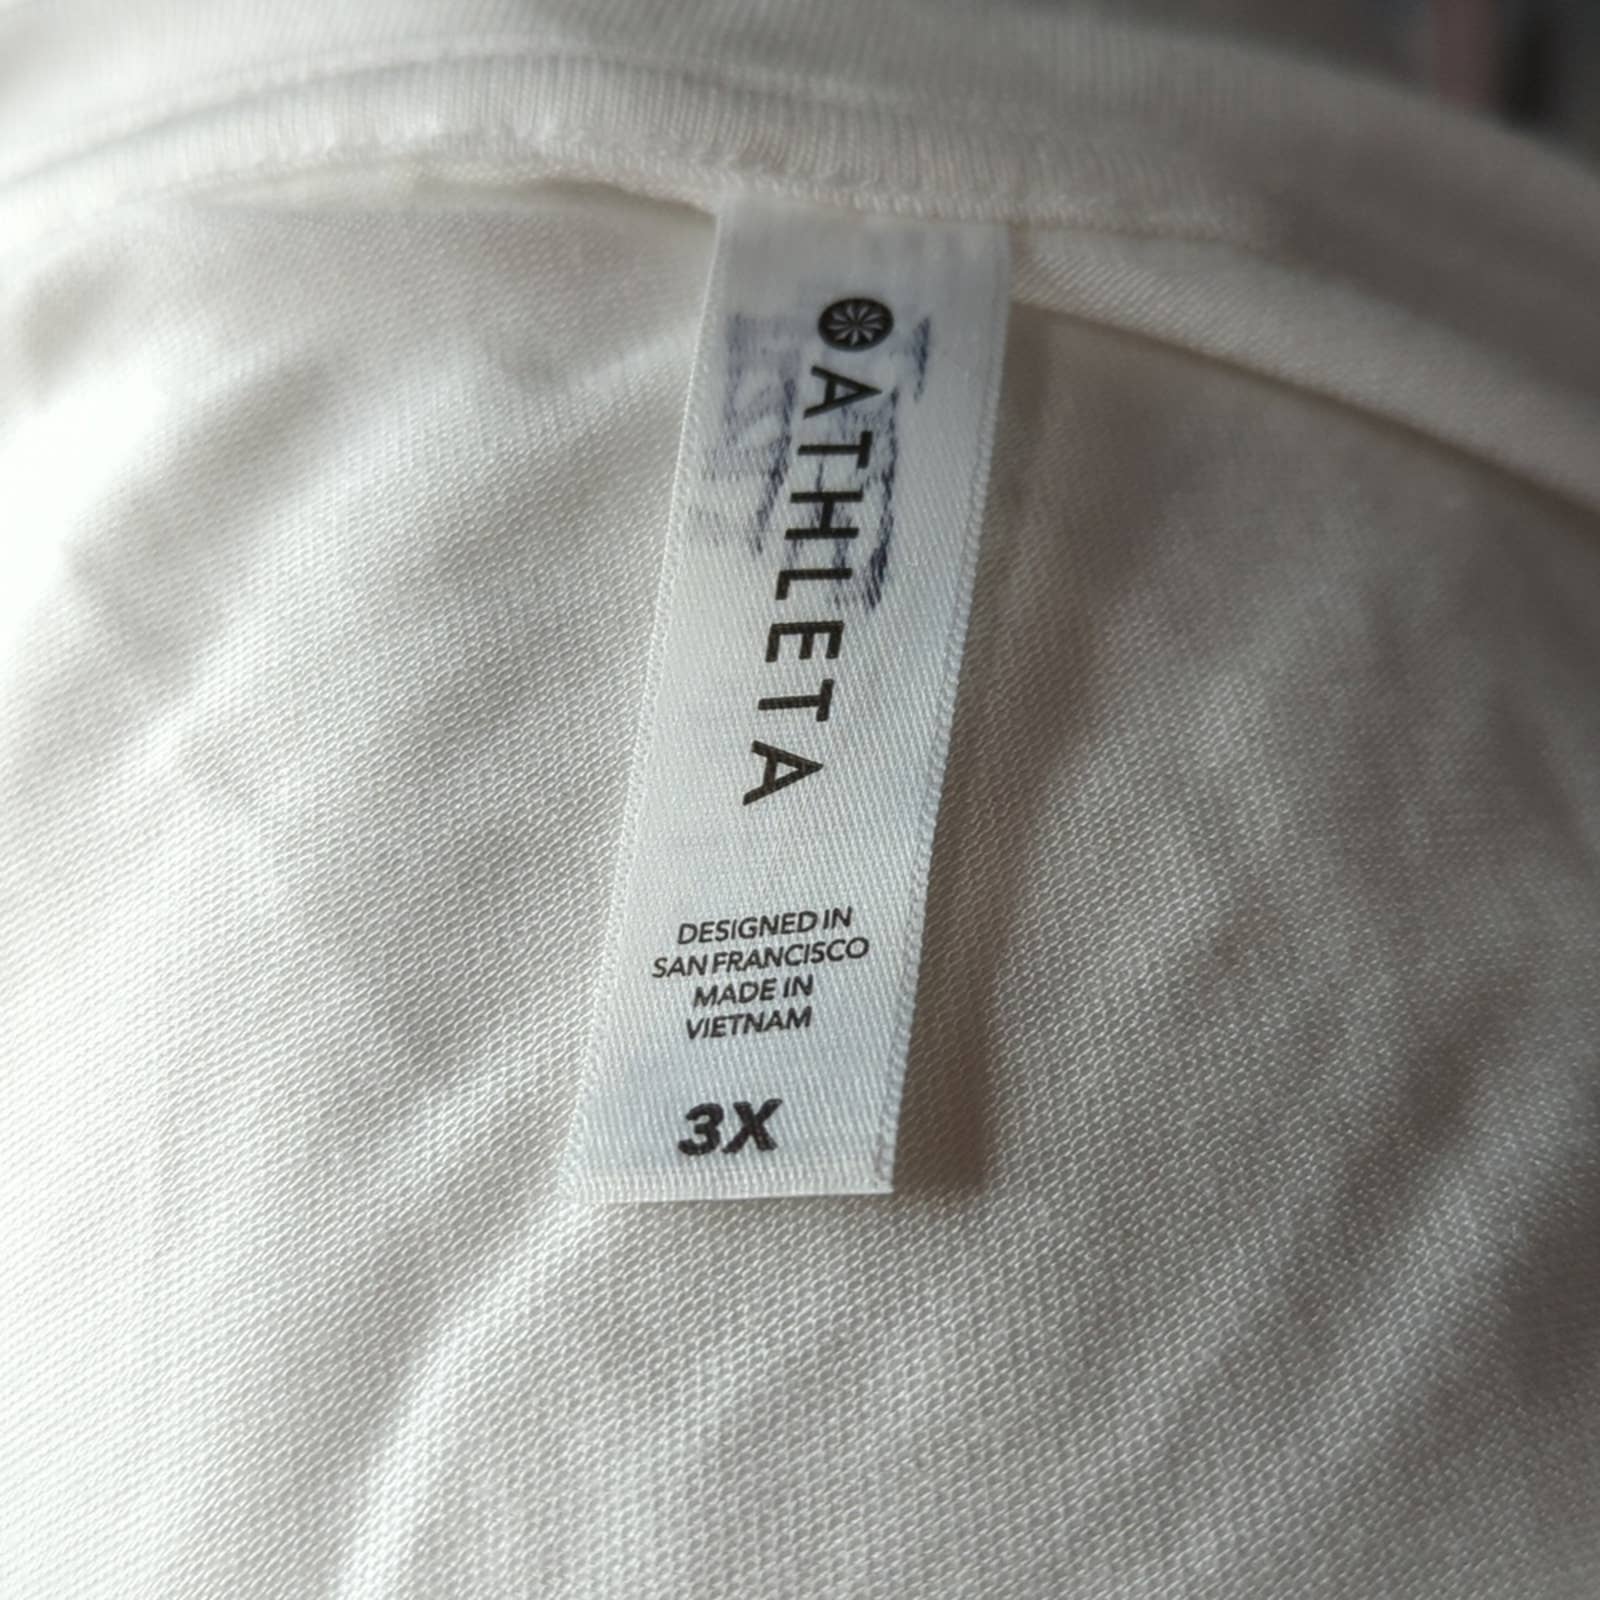 ATHLETA
DESIGNED IN
SAN FRANCISCO
MADE IN
VIETNAM
3X